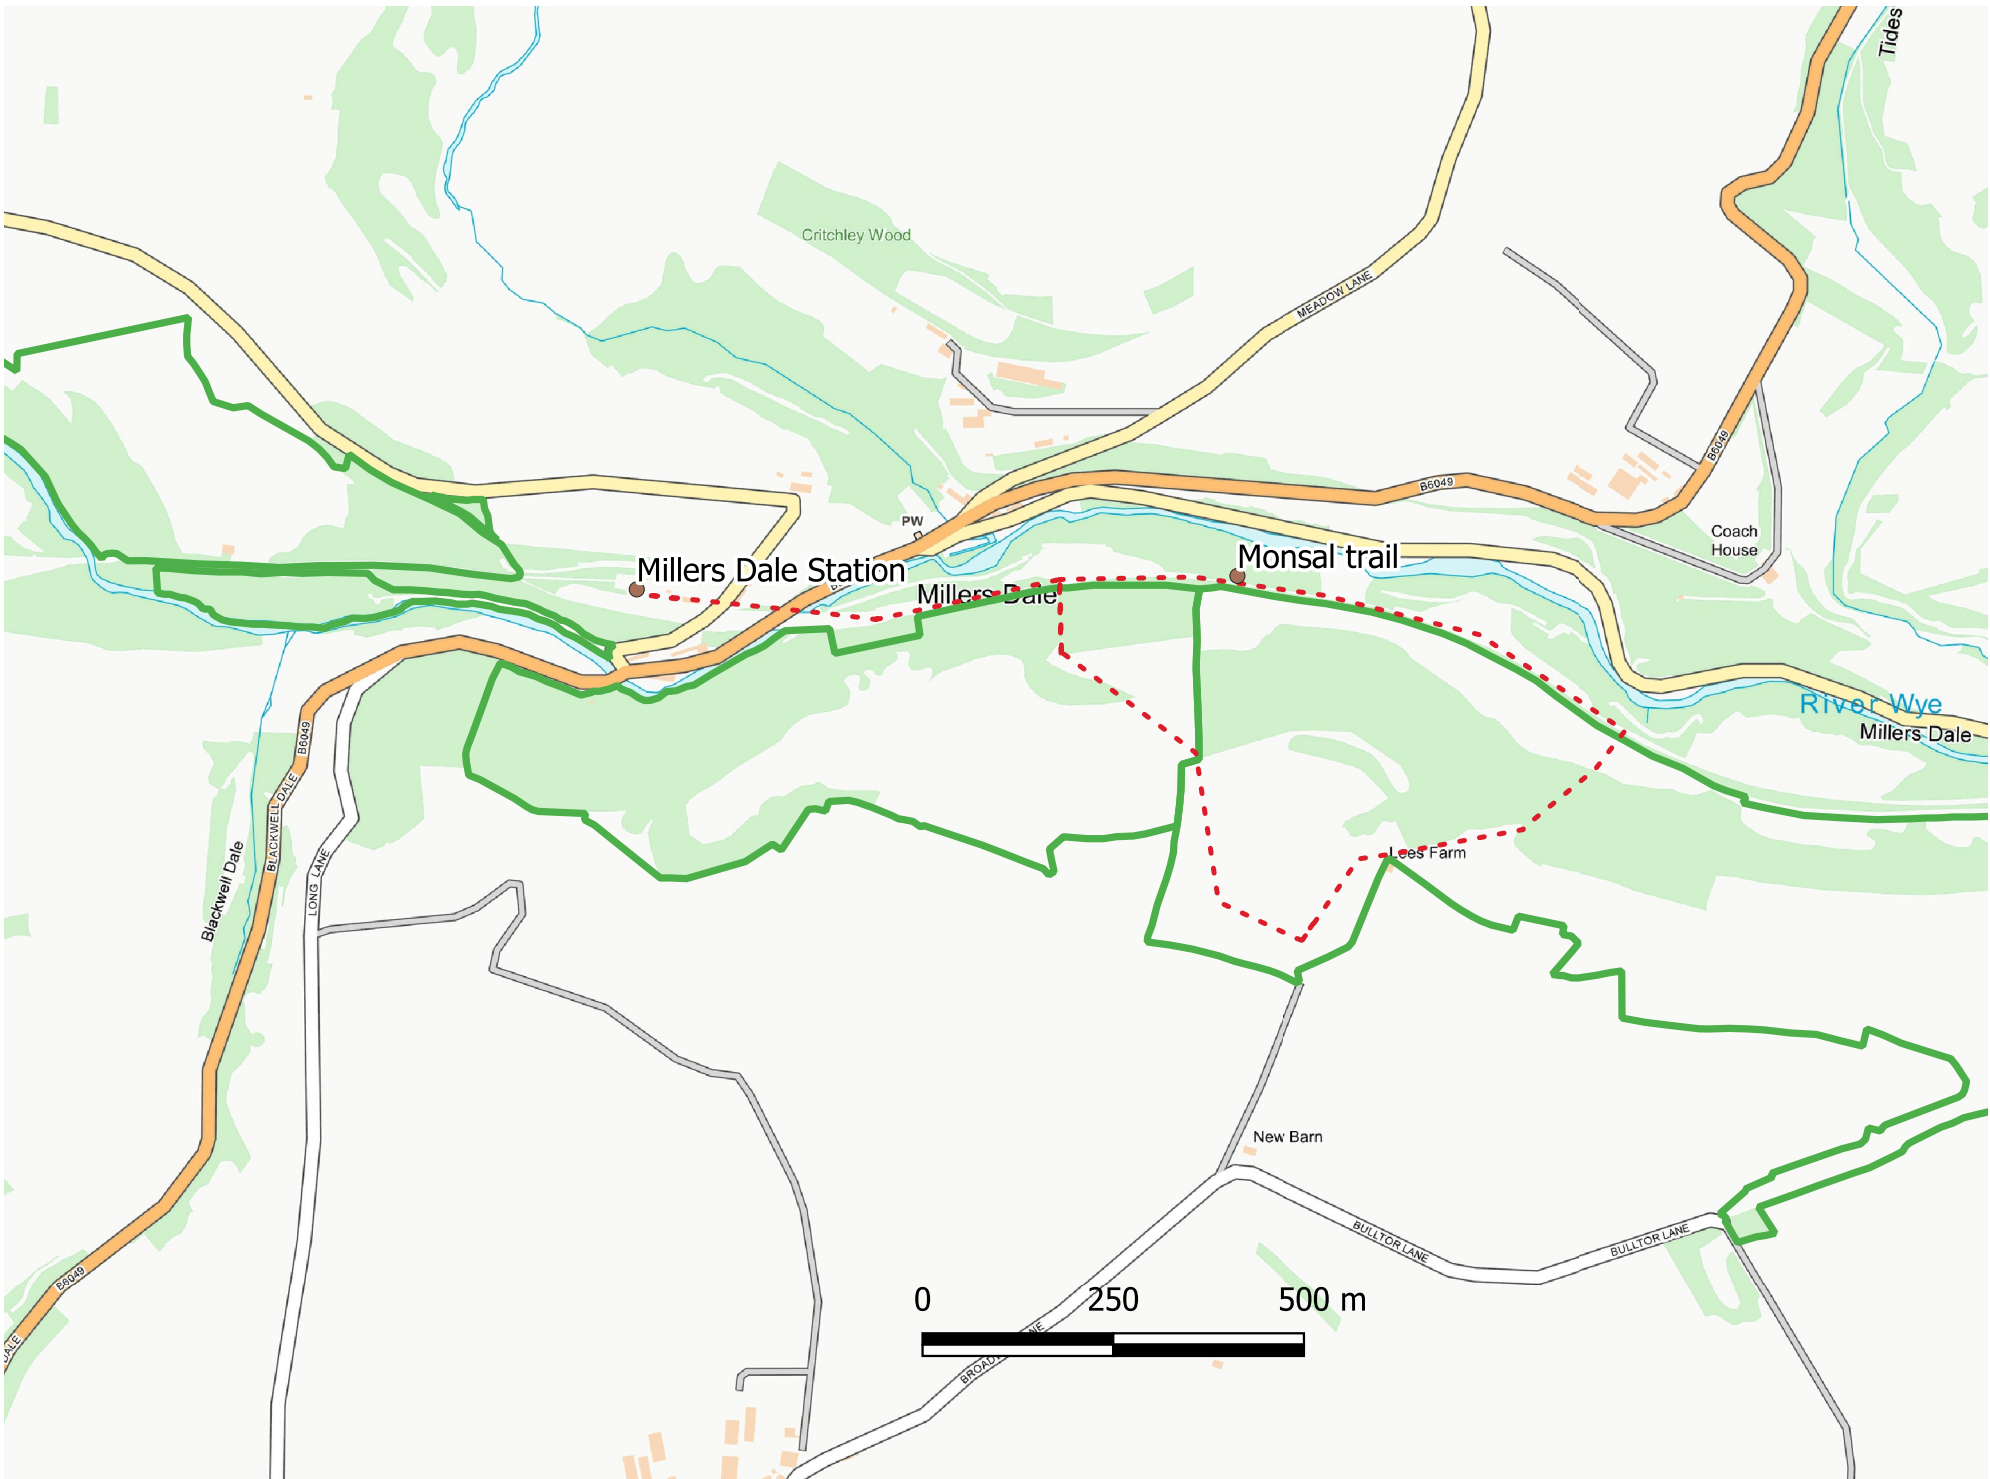 Tides
Critchley Wood
MEADOW LANE
B6049
B6049
PW
Coach
House
Millers Dale Station
Monsal trail
Millers Dale
River Wye
Millers Dale
B6049
BLACKWELL DALE
LONG LANE
Blackwell Dale
Lees Farm
New Barn
BULLTOR LANE
BULLTOR LANE
B6049
DALE
0 250 500 m